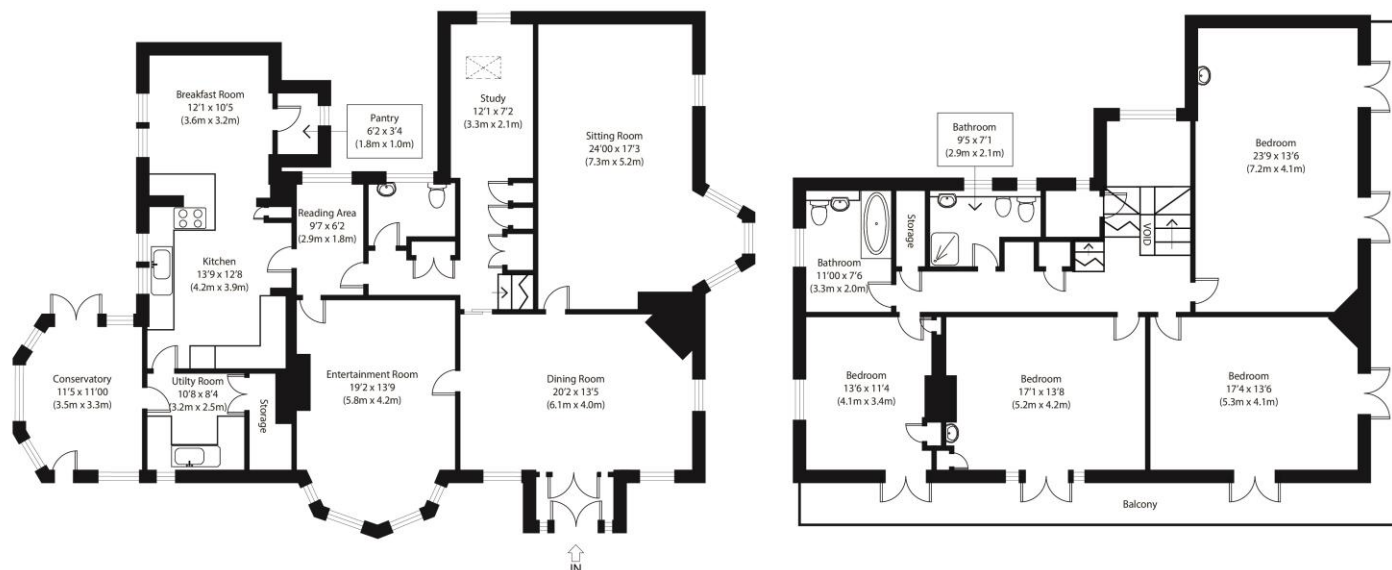 Breakfast Room
12'1 x 10'5
(3.6m x 3.2m)
Pantry
6'2 x 3'4
(1.8m x 1.0m)
Study
12'1 x 7'2
(3.3m x 2.1m)
Sitting Room
24'00 x 17'3
(7.3m x 5.2m)
Reading Area
9'7 x 6'2
(2.9m x 1.8m)
Kitchen
13'9 x 12'8
(4.2m x 3.9m)
Conservatory
11'5 x 11'00
(3.5m x 3.3m)
Utilty Room
10'8 x 8'4
(3.2m x 2.5m)
Storage
Entertainment Room
19'2 x 13'9
(5.8m x 4.2m)
Dining Room
20'2 x 13'5
(6.1m x 4.0m)
IN
Bathroom
9'5 x 7'1
(2.9m x 2.1m)
Bedroom
23'9 x 13'6
(7.2m x 4.1m)
Storage
VOID
Bathroom
11'00 x 7'6
(3.3m x 2.0m)
Bedroom
13'6 x 11'4
(4.1m x 3.4m)
Bedroom
17'1 x 13'8
(5.2m x 4.2m)
Bedroom
17'4 x 13'6
(5.3m x 4.1m)
Balcony